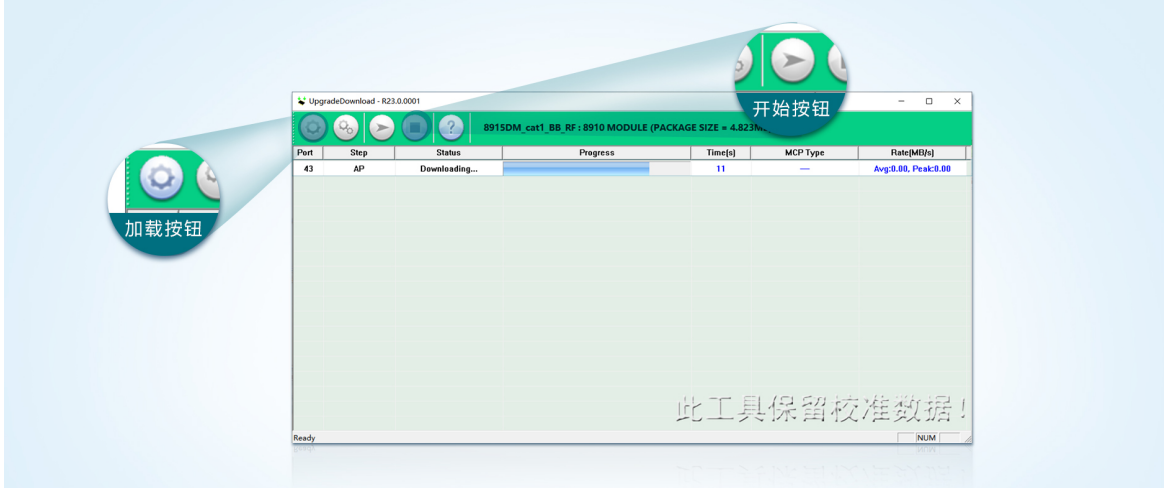 开始按钮
UpgradeDownload - R23.0.0001
8915DM_cat1_BB_RF : 8910 MODULE (PACKAGE SIZE = 4.823M
Port Step Status Progress Time(s) MCP Type Rate(MB/s)
43 AP Downloading... 11 — Avg:0.00, Peak:0.00
加载按钮
此工具保留校准数据!
Ready NUM